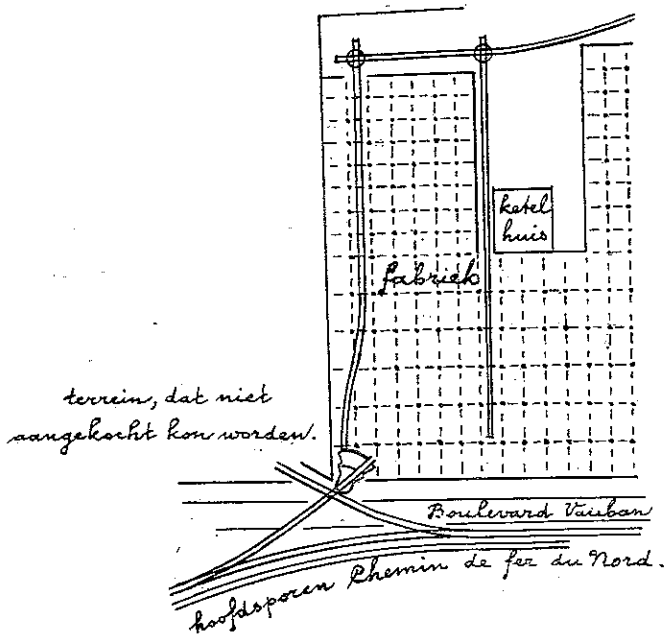 ketel
huis
fabriek
terrein, dat niet
aangekocht kon worden.
Boulevard Vauban
hoofdsporen Chemin de fer du Nord.